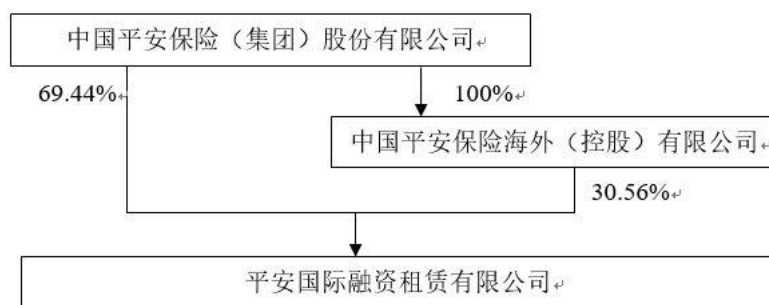 中国平安保险（集团）股份有限公司
69.44%
100%
中国平安保险海外（控股）有限公司
30.56%
平安国际融资租赁有限公司